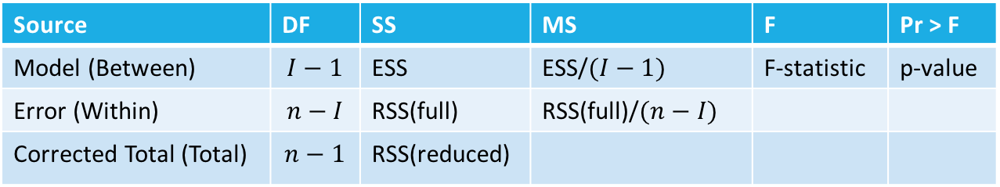 Source DF SS MS F Pr > F
Model (Between) I − 1 ESS ESS/(I − 1) F-statistic p-value
Error (Within) n − I RSS(full) RSS(full)/(n − I)
Corrected Total (Total) n − 1 RSS(reduced)